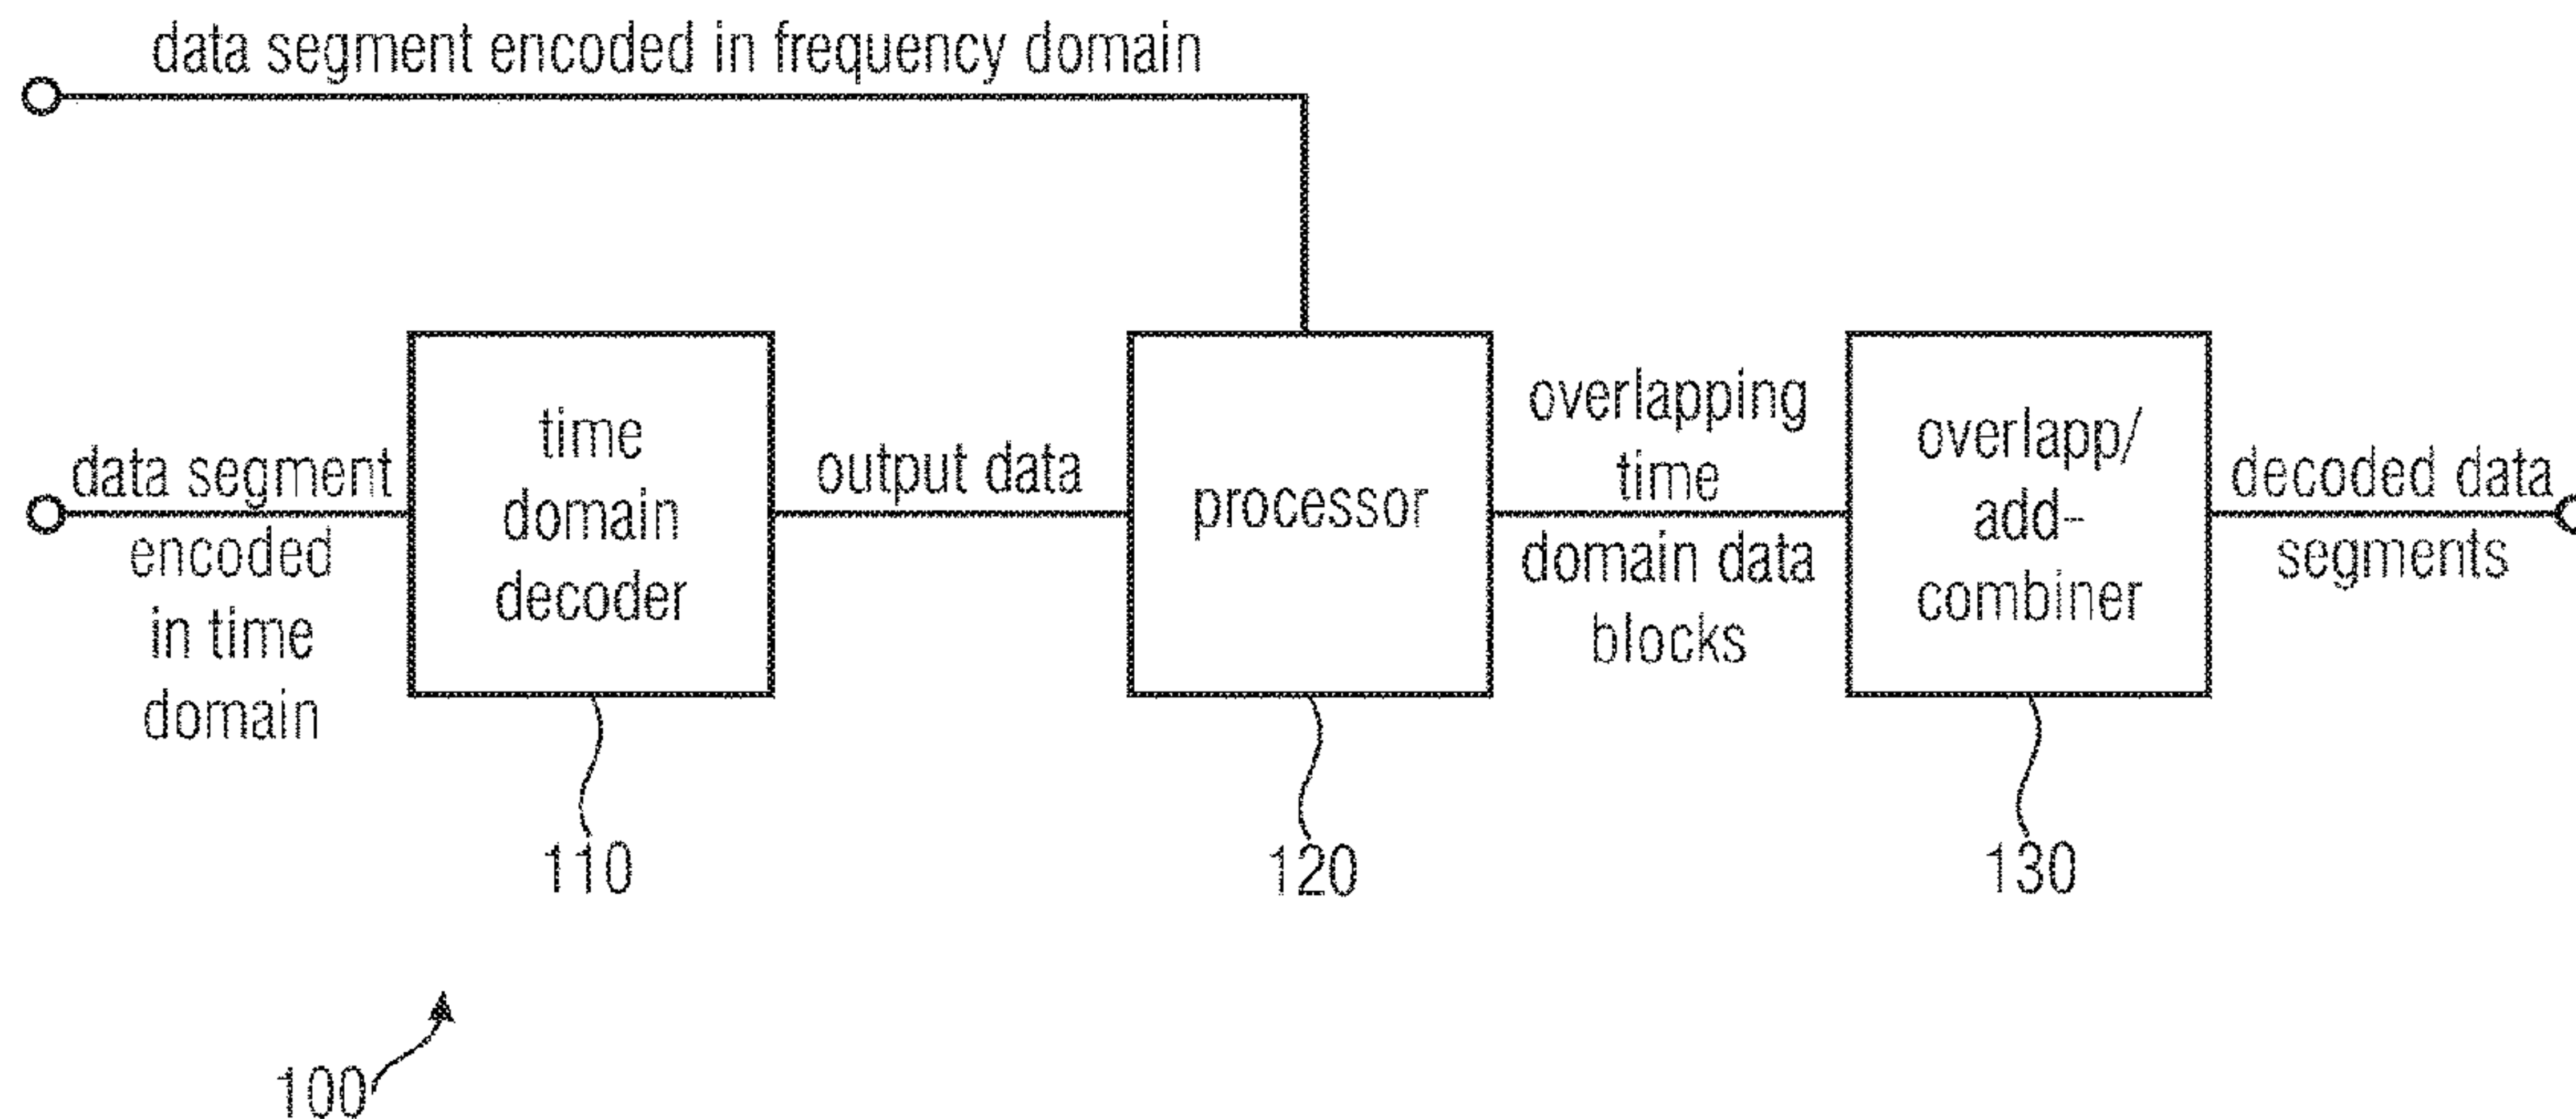 data segment encoded in frequency domain
data segment
encoded
in time
domain
time
domain
decoder
output data
processor
overlapping
time
domain data
blocks
overlapp/
add-
combiner
decoded data
segments
110
120
130
100